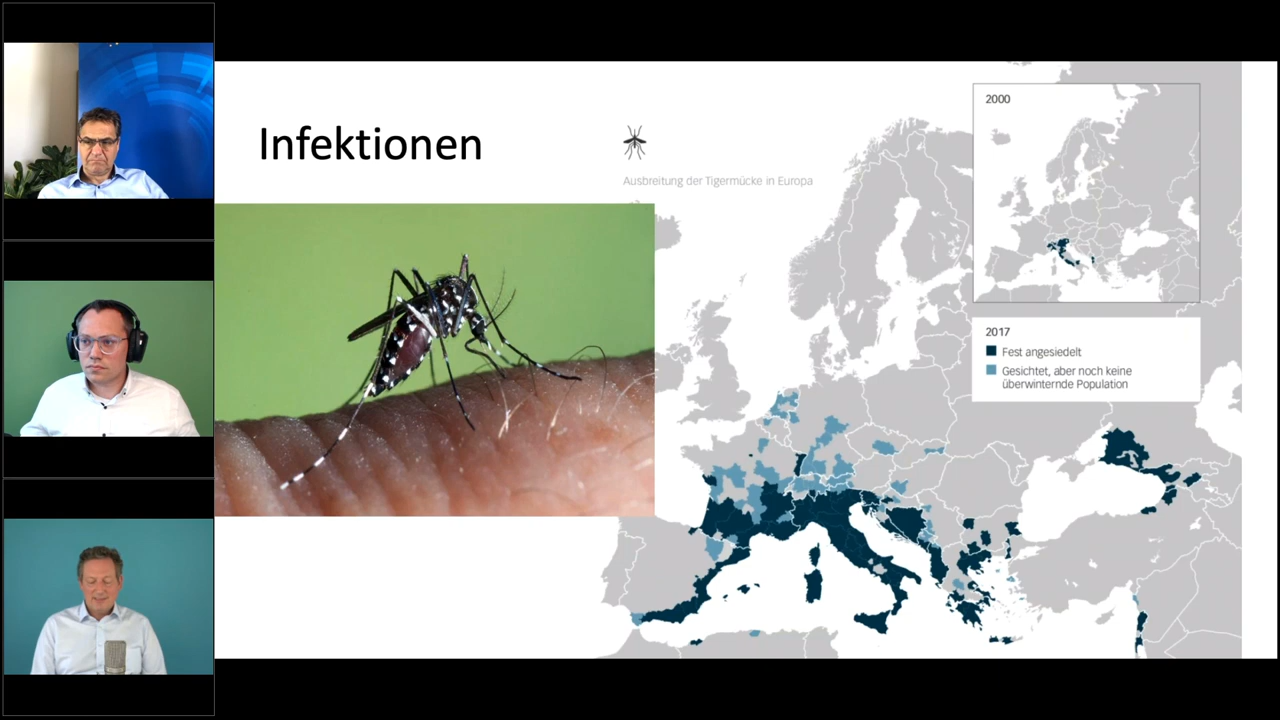 Infektionen
Ausbreitung der Tigermücke in Europa
2000
2017
Fest angesiedelt
Gesichtet, aber noch keine
überwinternde Population